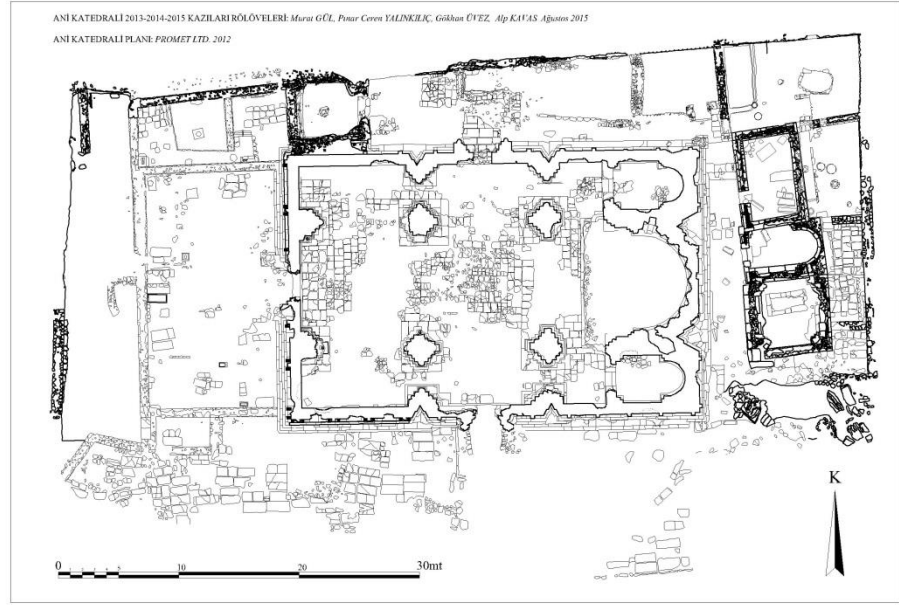 ANİ KATEDRALİ 2013-2014-2015 KAZILARI RÖLÖVELERİ: Murat GÜL, Pınar Ceren YALINKILIÇ, Gökhan ÜVEZ, Alp KAVAS Ağustos 2015
ANİ KATEDRALİ PLANI: PROMET LTD. 2012
K
0 5 10 20 30mt